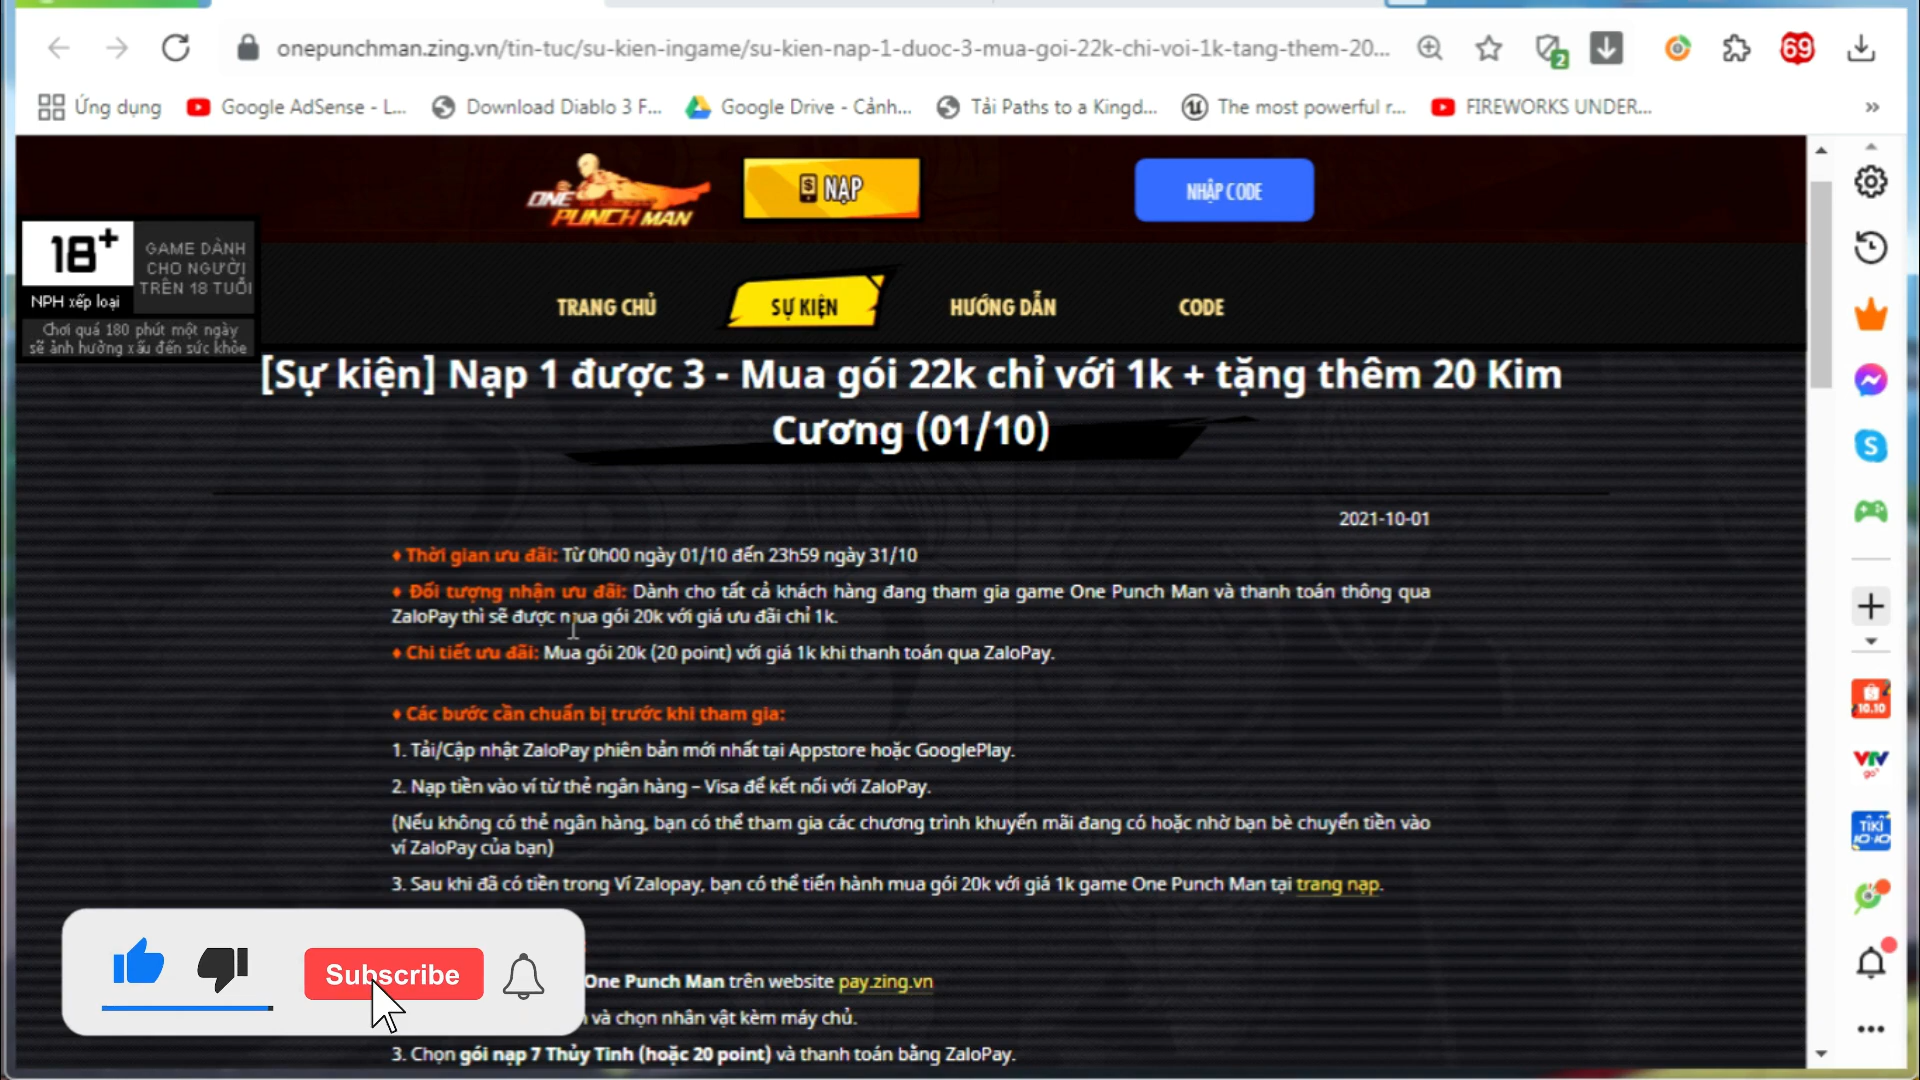 onepunchman.zing.vn/tin-tuc/su-kien-ingame/su-kien-nap-1-duoc-3-mua-goi-22k-chi-voi-1k-tang-them-20...
2
69
Ứng dụng
Google AdSense - L...
Download Diablo 3 F...
Google Drive - Cảnh...
Tải Paths to a Kingd...
The most powerful r...
FIREWORKS UNDER...
»
ONE PUNCH MAN
NẠP
NHẬP CODE
18+
GAME DÀNH
CHO NGƯỜI
TRÊN 18 TUỔI
NPH xếp loại
Chơi quá 180 phút một ngày
sẽ ảnh hưởng xấu đến sức khỏe
TRANG CHỦ
SỰ KIỆN
HƯỚNG DẪN
CODE
[Sự kiện] Nạp 1 được 3 - Mua gói 22k chỉ với 1k + tặng thêm 20 Kim
Cương (01/10)
2021-10-01
♦ Thời gian ưu đãi: Từ 0h00 ngày 01/10 đến 23h59 ngày 31/10
♦ Đối tượng nhận ưu đãi: Dành cho tất cả khách hàng đang tham gia game One Punch Man và thanh toán thông qua
ZaloPay thì sẽ được mua gói 20k với giá ưu đãi chỉ 1k.
♦ Chi tiết ưu đãi: Mua gói 20k (20 point) với giá 1k khi thanh toán qua ZaloPay.
♦ Các bước cần chuẩn bị trước khi tham gia:
1. Tải/Cập nhật ZaloPay phiên bản mới nhất tại Appstore hoặc GooglePlay.
2. Nạp tiền vào ví từ thẻ ngân hàng – Visa để kết nối với ZaloPay.
(Nếu không có thẻ ngân hàng, bạn có thể tham gia các chương trình khuyến mãi đang có hoặc nhờ bạn bè chuyển tiền vào
ví ZaloPay của bạn)
3. Sau khi đã có tiền trong Ví Zalopay, bạn có thể tiến hành mua gói 20k với giá 1k game One Punch Man tại trang nạp.
One Punch Man trên website pay.zing.vn
và chọn nhân vật kèm máy chủ.
3. Chọn gói nạp 7 Thủy Tinh (hoặc 20 point) và thanh toán bằng ZaloPay.
Subscribe
S
10.10
VTV
go
TIKI
10·10